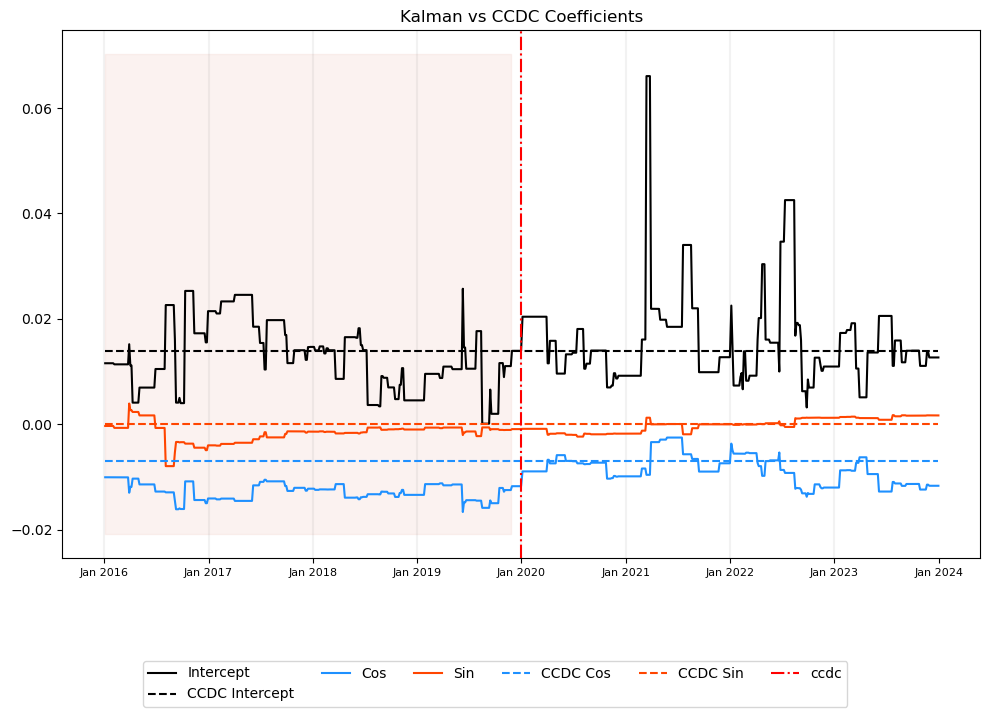 Kalman vs CCDC Coefficients
0.06
0.04
0.02
0.00
−0.02
Jan 2016 Jan 2017 Jan 2018 Jan 2019 Jan 2020 Jan 2021 Jan 2022 Jan 2023 Jan 2024
Intercept Cos Sin CCDC Cos CCDC Sin ccdc
CCDC Intercept